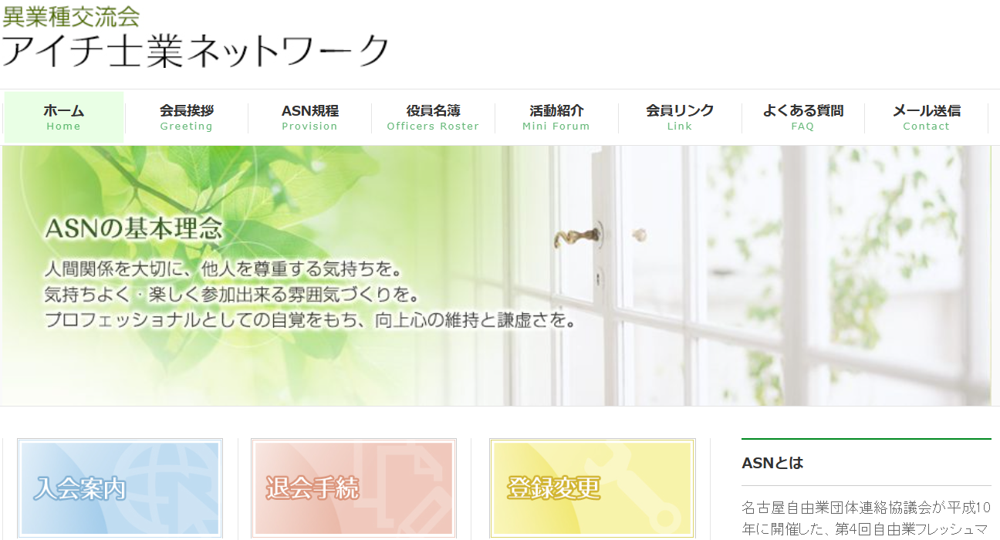 異業種交流会
アイチ士業ネットワーク
ホーム
Home
会長挨拶
Greeting
ASN規程
Provision
役員名簿
Officers Roster
活動紹介
Mini Forum
会員リンク
Link
よくある質問
FAQ
メール送信
Contact
ASNの基本理念
人間関係を大切に、他人を尊重する気持ちを。
気持ちよく・楽しく参加出来る雰囲気づくりを。
プロフェッショナルとしての自覚をもち、向上心の維持と謙虚さを。
入会案内
退会手続
登録変更
ASNとは
名古屋自由業団体連絡協議会が平成10
年に開催した、第4回自由業フレッシュマ